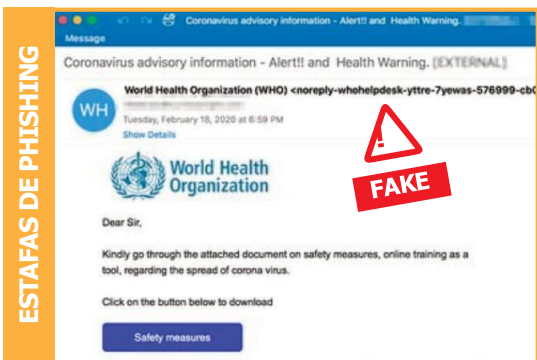 Coronavirus advisory information - Alert!! and Health Warning.
Message
Coronavirus advisory information - Alert!! and Health Warning. [EXTERNAL]
World Health Organization (WHO) <noreply-whohelpdesk-yttre-7yewas-576999-cb0
WH
Tuesday, February 18, 2020 at 6:59 PM
Show Details
World Health
Organization
FAKE
Dear Sir,
Kindly go through the attached document on safety measures, online training as a
tool, regarding the spread of corona virus.
Click on the button below to download
Safety measures
ESTAFAS DE PHISHING